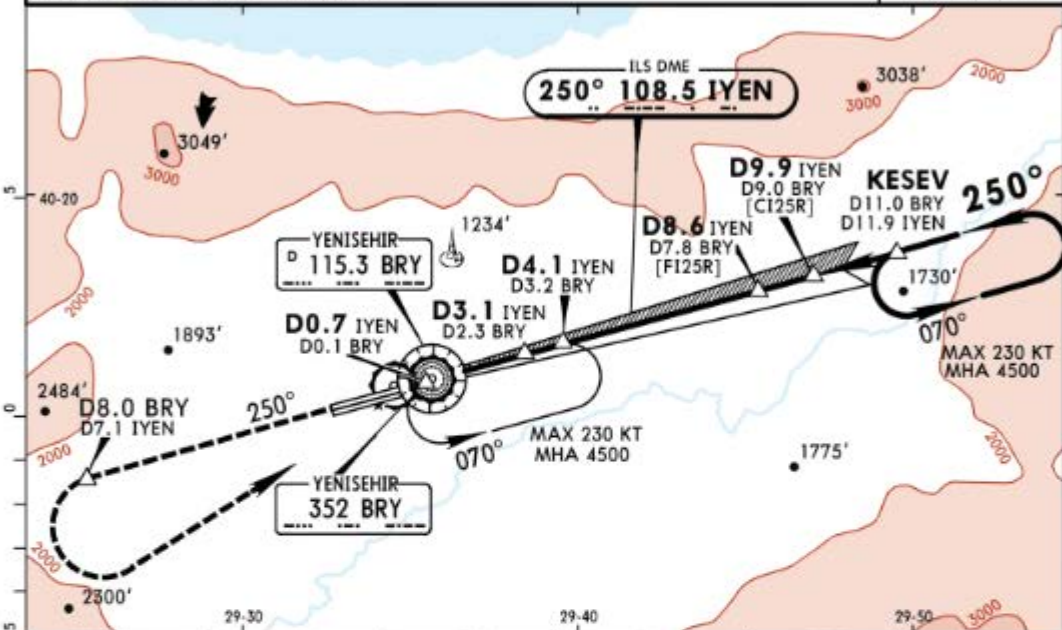 2000
3038'
3000
ILS DME
250° 108.5 IYEN
3049'
3000
D9.9 IYEN
D9.0 BRY
[CI25R]
KESEV
D11.0 BRY
D11.9 IYEN
250°
5
40-20
1234'
YENISEHIR
D 115.3 BRY
D8.6 IYEN
D7.8 BRY
[FI25R]
D4.1 IYEN
D3.2 BRY
1730'
070°
MAX 230 KT
MHA 4500
2000
1893'
D0.7 IYEN
D0.1 BRY
D3.1 IYEN
D2.3 BRY
2484'
0
D8.0 BRY
D7.1 IYEN
250°
2000
070°
MAX 230 KT
MHA 4500
1775'
2000
YENISEHIR
352 BRY
2000
2300'
29-30
29-40
29-50
3000
5